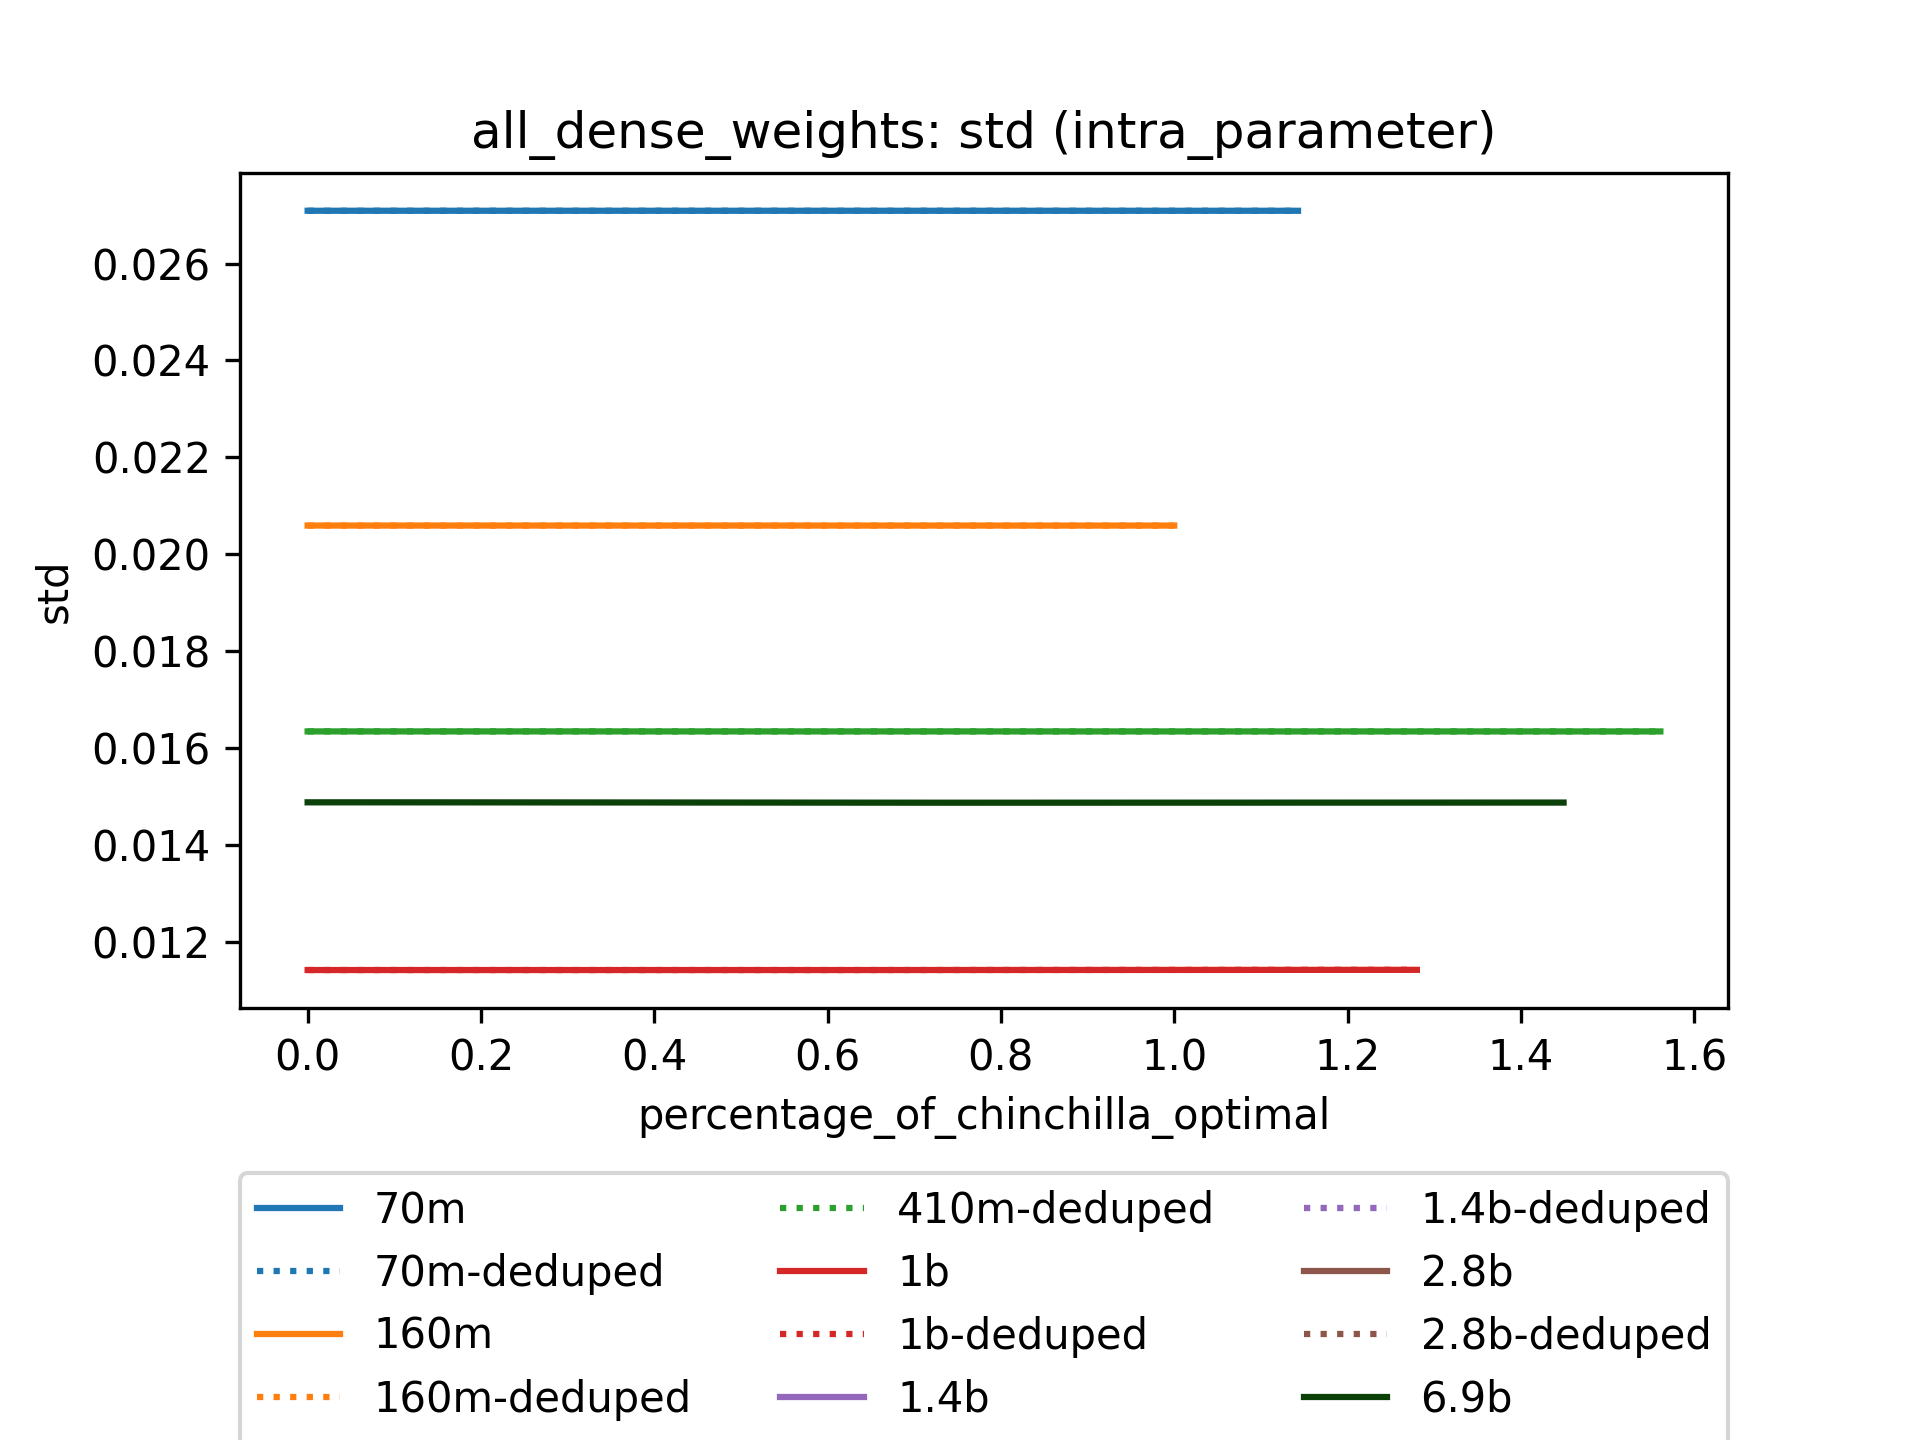 all_dense_weights: std (intra_parameter)
0.026
0.024
0.022
0.020
0.018
0.016
0.014
0.012
std
0.0 0.2 0.4 0.6 0.8 1.0 1.2 1.4 1.6
percentage_of_chinchilla_optimal
70m
70m-deduped
160m
160m-deduped
410m-deduped
1b
1b-deduped
1.4b
1.4b-deduped
2.8b
2.8b-deduped
6.9b